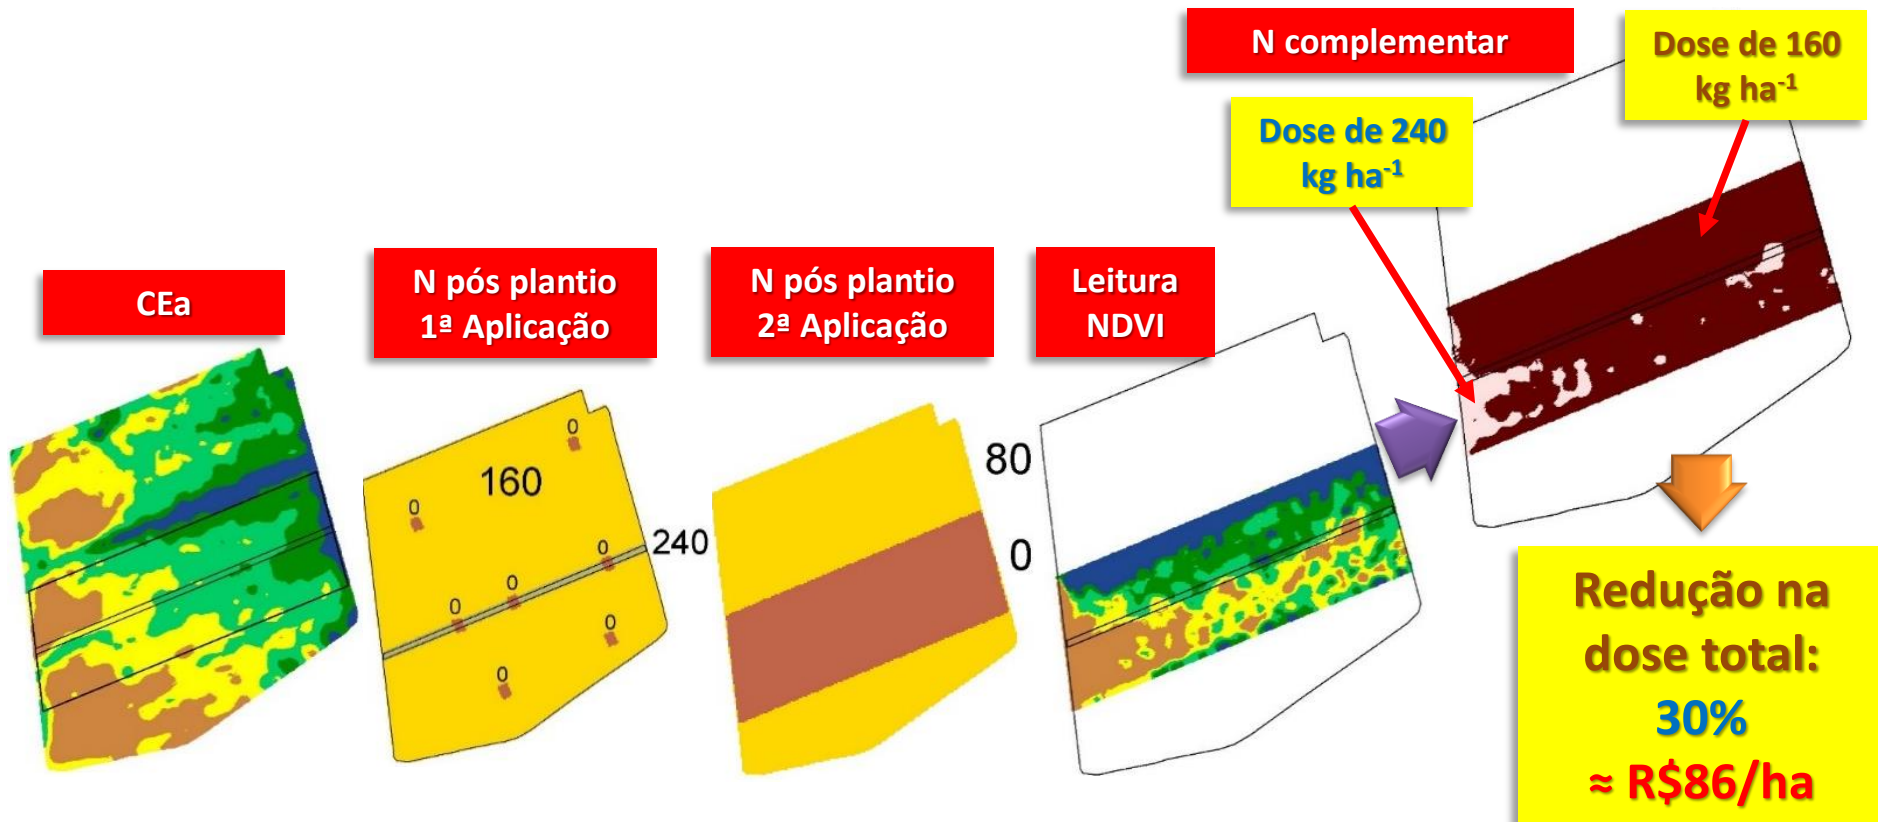 N complementar
Dose de 160
kg ha⁻¹
Dose de 240
kg ha⁻¹
CEa
N pós plantio
1ª Aplicação
N pós plantio
2ª Aplicação
Leitura
NDVI
0
160
0
0
0
0
0
0
240
80
0
Redução na
dose total:
30%
≈ R$86/ha